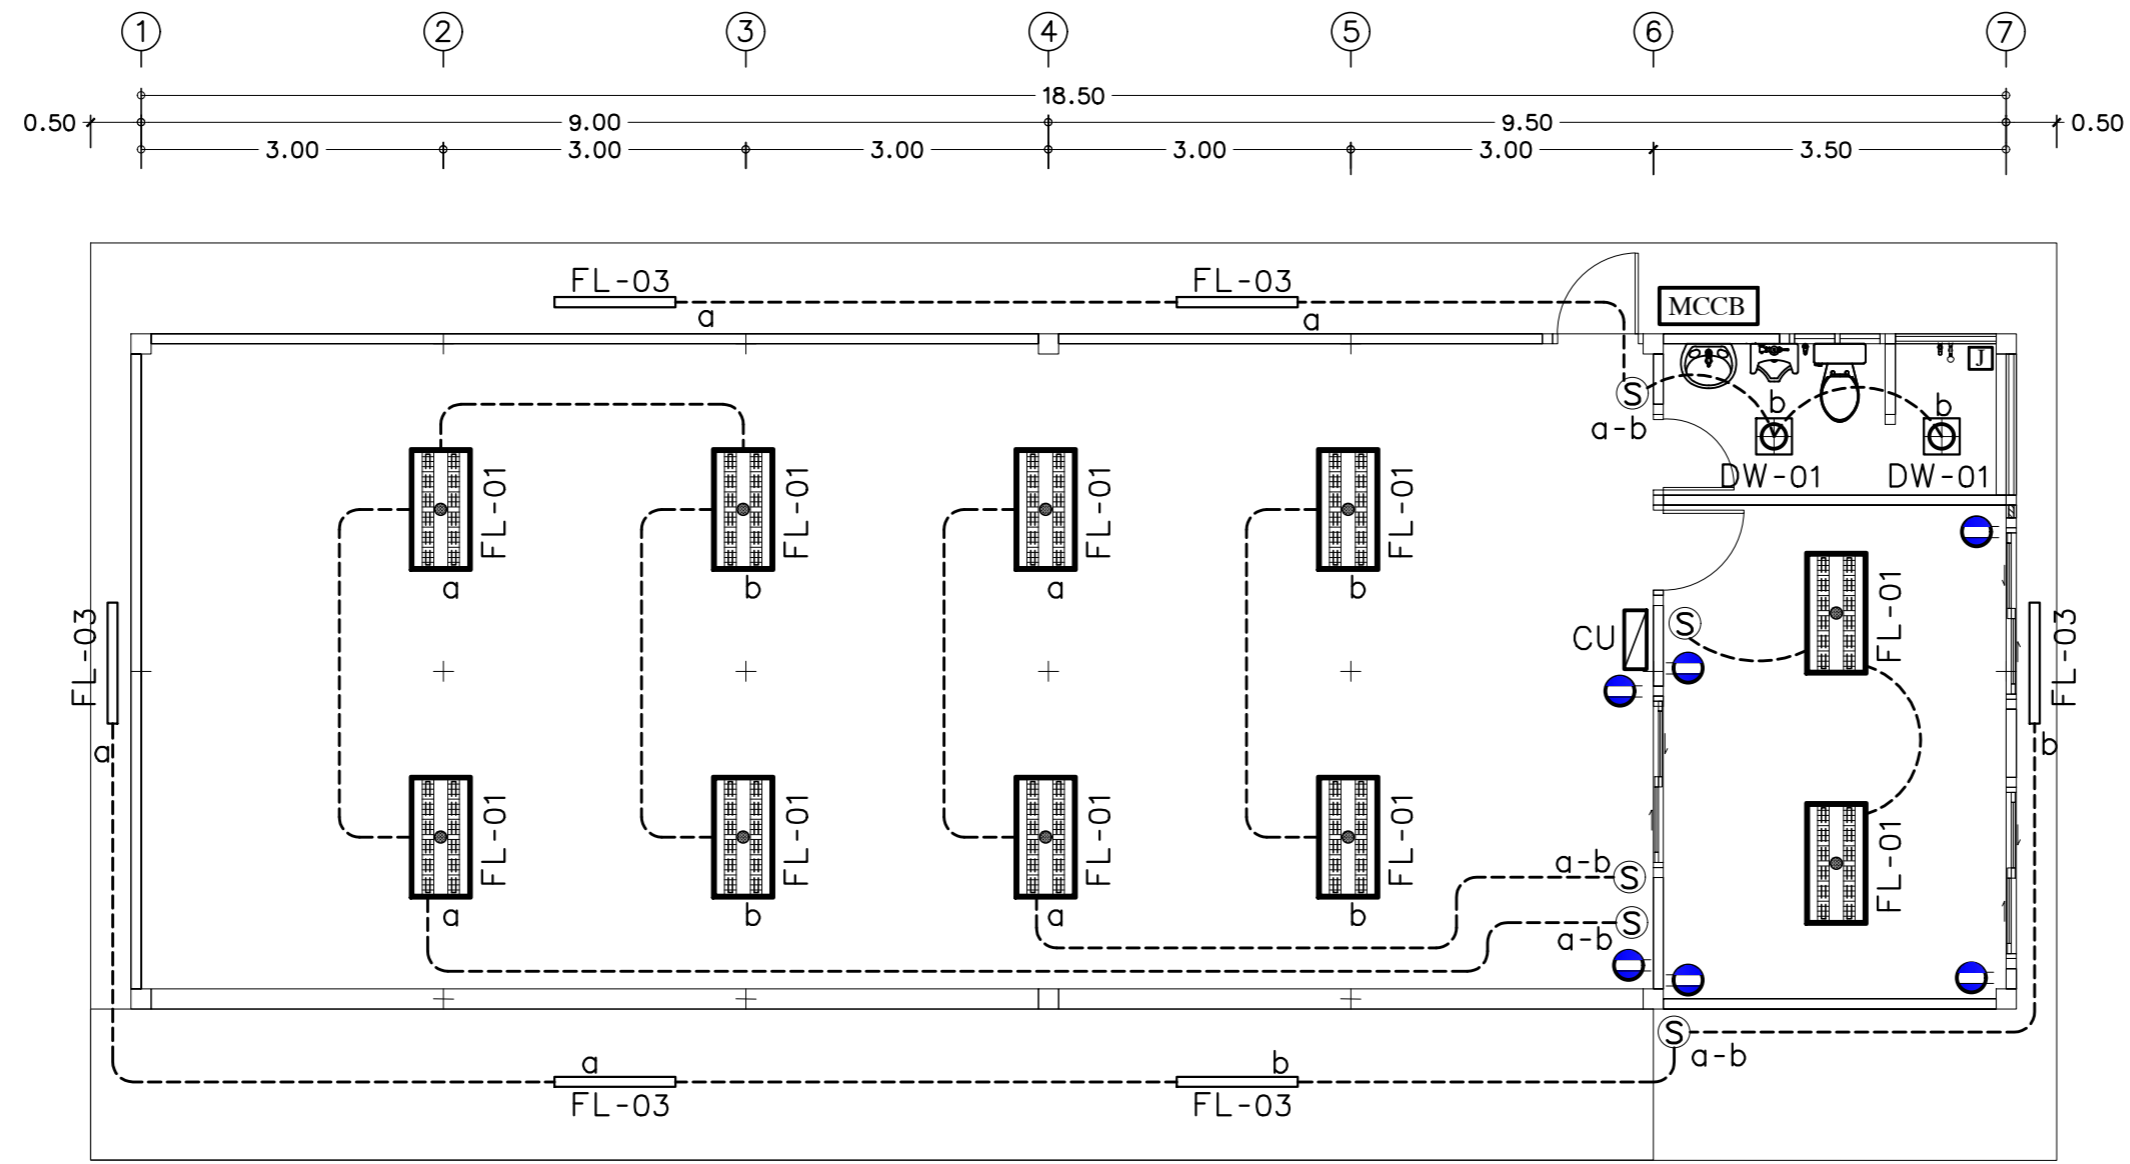 1 2 3 4 5 6 7
18.50
0.50 9.00 9.50 0.50
3.00 3.00 3.00 3.00 3.00 3.50
FL-03 FL-03
a a
MCCB
J
S
a-b
b b
DW-01 DW-01
FL-01 FL-01 FL-01 FL-01
a b a b
FL-01
S
CU
FL-03 FL-03
a b
FL-01 FL-01 FL-01 FL-01
a b a b
FL-01
a-b S
S
a-b
S
a-b
a b
FL-03 FL-03